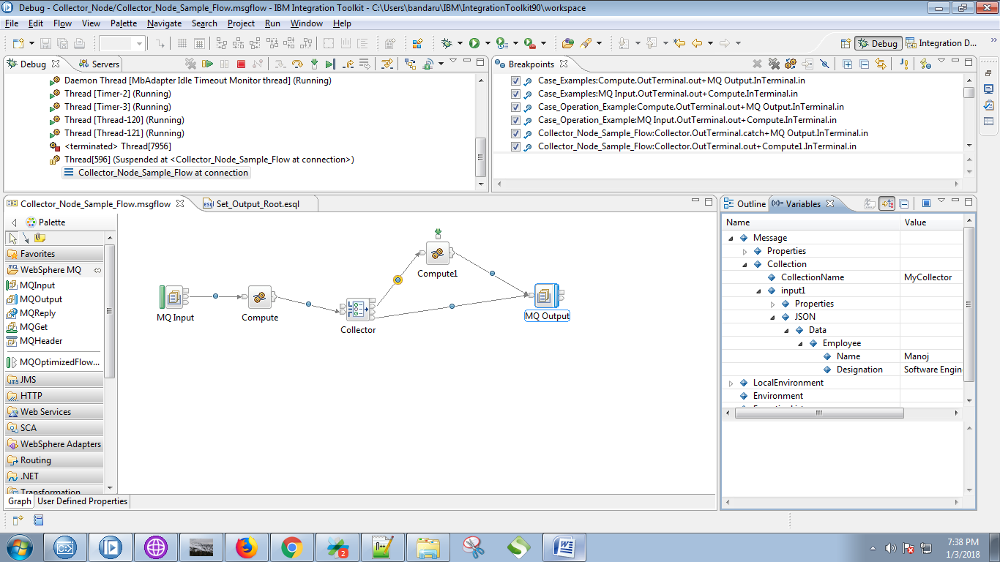 Debug - Collector_Node/Collector_Node_Sample_Flow.msgflow - IBM Integration Toolkit - C:\Users\bandaru\IBM\IntegrationToolkit90\workspace
File Edit Flow View Palette Navigate Search Project Run Window Help
Debug Integration D...
Debug Servers
Daemon Thread [MbAdapter Idle Timeout Monitor thread] (Running)
Thread [Timer-2] (Running)
Thread [Timer-3] (Running)
Thread [Thread-120] (Running)
Thread [Thread-121] (Running)
<terminated> Thread[7956]
Thread[596] (Suspended at <Collector_Node_Sample_Flow at connection>)
Collector_Node_Sample_Flow at connection
Breakpoints
Case_Examples:Compute.OutTerminal.out+MQ Output.InTerminal.in
Case_Examples:MQ Input.OutTerminal.out+Compute.InTerminal.in
Case_Operation_Example:Compute.OutTerminal.out+MQ Output.InTerminal.in
Case_Operation_Example:MQ Input.OutTerminal.out+Compute.InTerminal.in
Collector_Node_Sample_Flow:Collector.OutTerminal.catch+MQ Output.InTerminal.in
Collector_Node_Sample_Flow:Collector.OutTerminal.out+Compute1.InTerminal.in
Collector_Node_Sample_Flow.msgflow Set_Output_Root.esql
Palette
Favorites
WebSphere MQ
MQInput
MQOutput
MQReply
MQGet
MQHeader
MQOptimizedFlow...
JMS
HTTP
Web Services
SCA
WebSphere Adapters
Routing
.NET
Transformation
MQ Input
Compute
Collector
Compute1
MQ Output
Graph User Defined Properties
Outline Variables
Name Value
Message
Properties
Collection
CollectionName MyCollector
input1
Properties
JSON
Data
Employee
Name Manoj
Designation Software Engin
LocalEnvironment
Environment
7:38 PM
1/3/2018